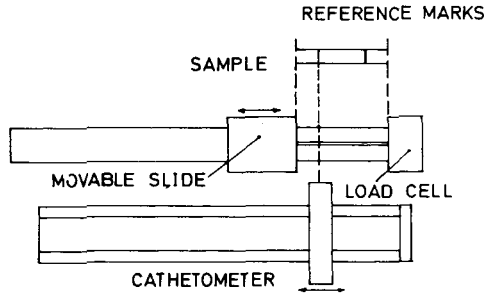 REFERENCE MARKS
SAMPLE
MOVABLE SLIDE
LOAD CELL
CATHETOMETER